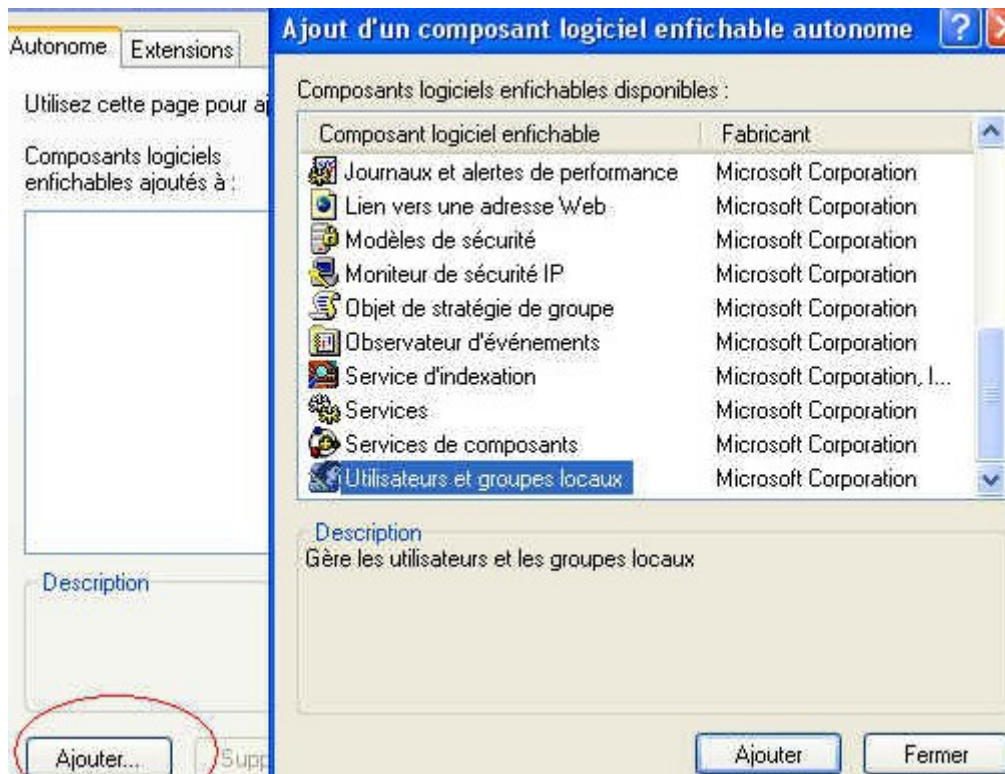 Autonome Extensions
Utilisez cette page pour
Composants logiciels
enfichables ajoutés à :
Description
Ajouter... Supp
Ajout d'un composant logiciel enfichable autonome
Composants logiciels enfichables disponibles :
Composant logiciel enfichable Fabricant
Journaux et alertes de performance Microsoft Corporation
Lien vers une adresse Web Microsoft Corporation
Modèles de sécurité Microsoft Corporation
Moniteur de sécurité IP Microsoft Corporation
Objet de stratégie de groupe Microsoft Corporation
Observateur d'événements Microsoft Corporation
Service d'indexation Microsoft Corporation, I...
Services Microsoft Corporation
Services de composants Microsoft Corporation
Utilisateurs et groupes locaux Microsoft Corporation
Description
Gère les utilisateurs et les groupes locaux
Ajouter Fermer